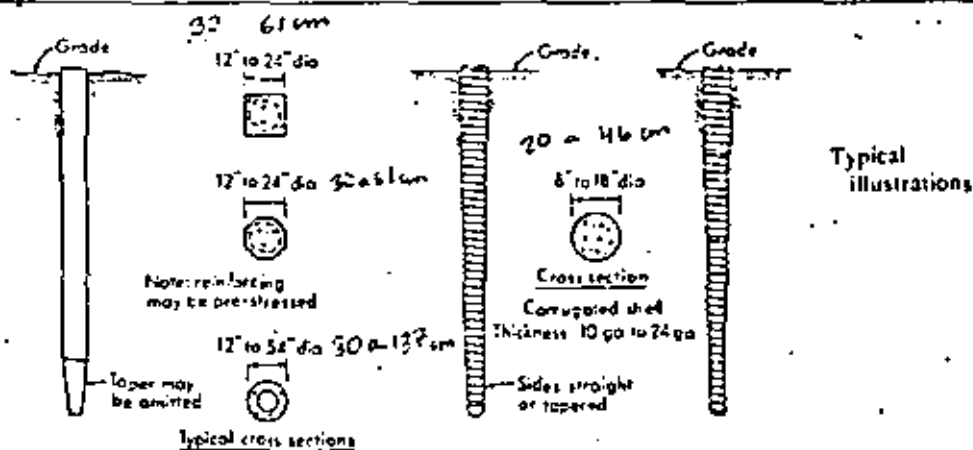 30 61 cm
Grade
12" to 24" dia
12" to 24" dia 30 a 61 cm
Note: reinforcing
may be prestressed
12" to 54" dia 30 a 137 cm
Taper may
be omitted
Typical cross sections
Grade
20 a 46 cm
8" to 18" dia
Cross section
Corrugated shell
Thickness 10 ga to 24 ga
Sides straight
or tapered
Grade
Typical
illustrations